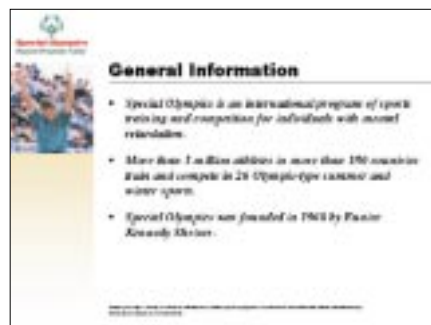 Special Olympics
General Information
• Special Olympics is an international program of sports
training and competition for individuals with mental
retardation.
• More than 1 million athletes in more than 150 countries
train and compete in 26 Olympic-type summer and
winter sports.
• Special Olympics was founded in 1968 by Eunice
Kennedy Shriver.